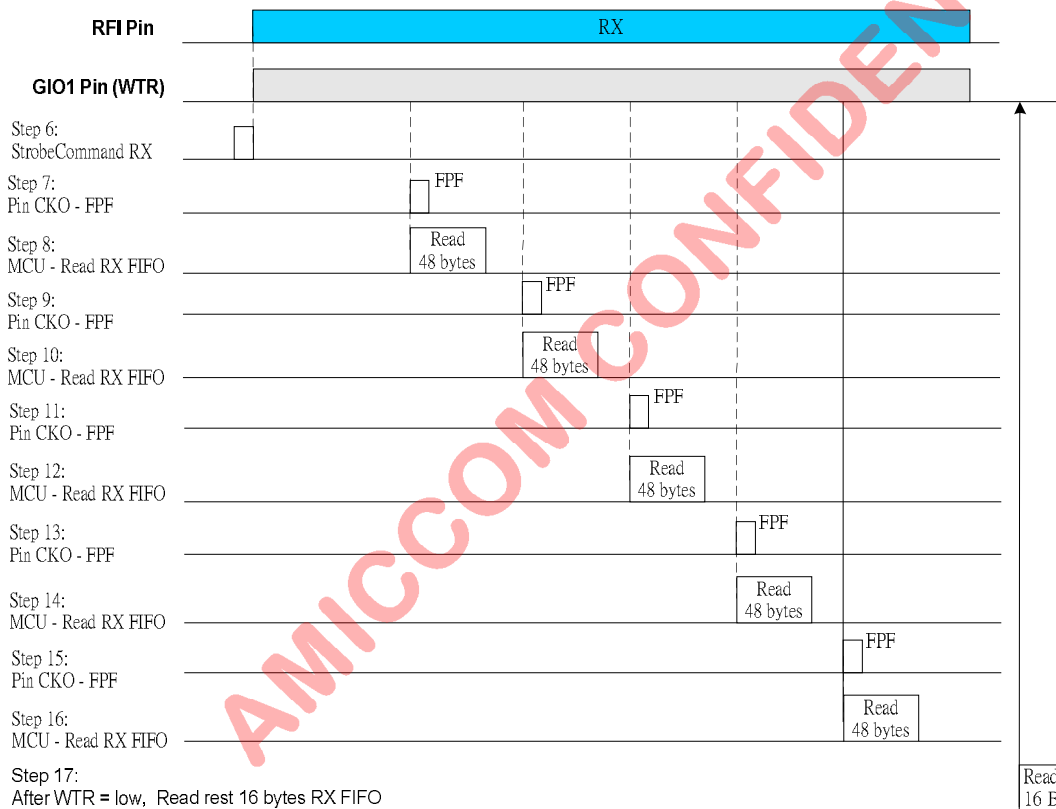 RFI Pin
RX
GIO1 Pin (WTR)
Step 6:
StrobeCommand RX
Step 7:
Pin CKO - FPF
FPF
Step 8:
MCU - Read RX FIFO
Read
48 bytes
Step 9:
Pin CKO - FPF
FPF
Step 10:
MCU - Read RX FIFO
Read
48 bytes
Step 11:
Pin CKO - FPF
FPF
Step 12:
MCU - Read RX FIFO
Read
48 bytes
Step 13:
Pin CKO - FPF
FPF
Step 14:
MCU - Read RX FIFO
Read
48 bytes
Step 15:
Pin CKO - FPF
FPF
Step 16:
MCU - Read RX FIFO
Read
48 bytes
Step 17:
After WTR = low, Read rest 16 bytes RX FIFO
Read
16 B
AMICCOM CONFIDEN